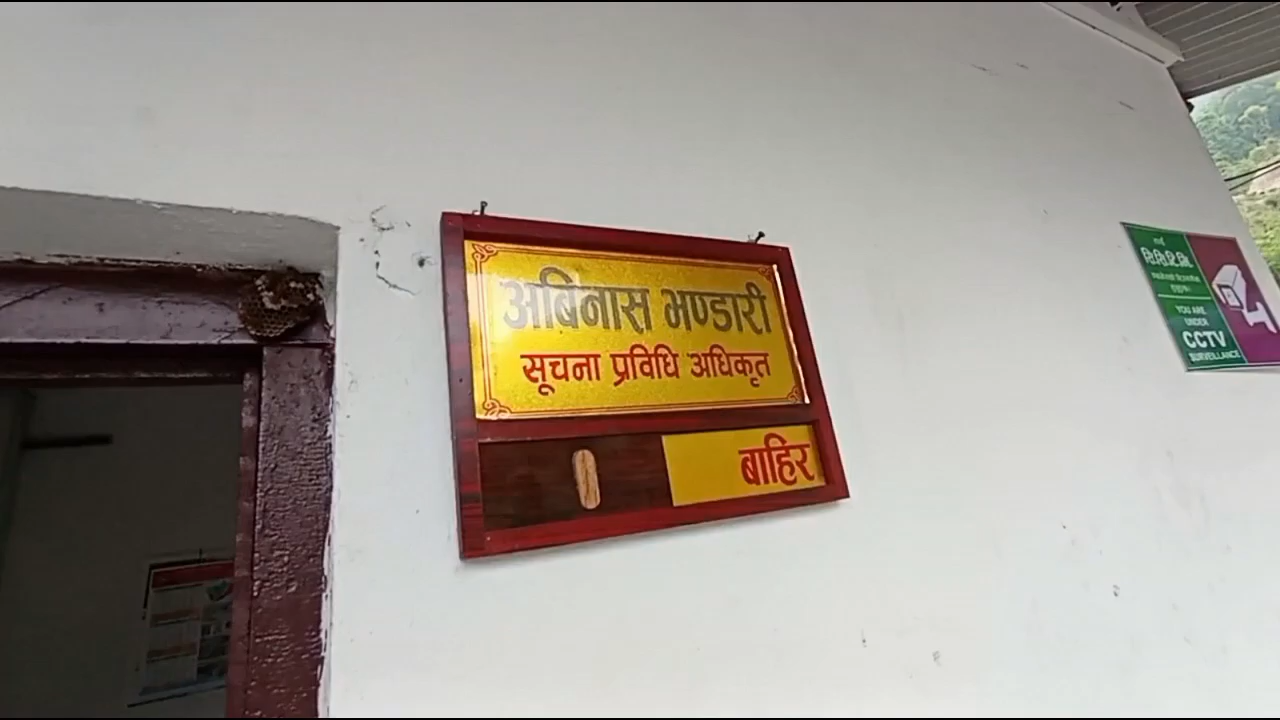 अबिनास भण्डारी
सूचना प्रविधि अधिकृत
बाहिर
YOU ARE
UNDER
CCTV
SURVEILLANCE